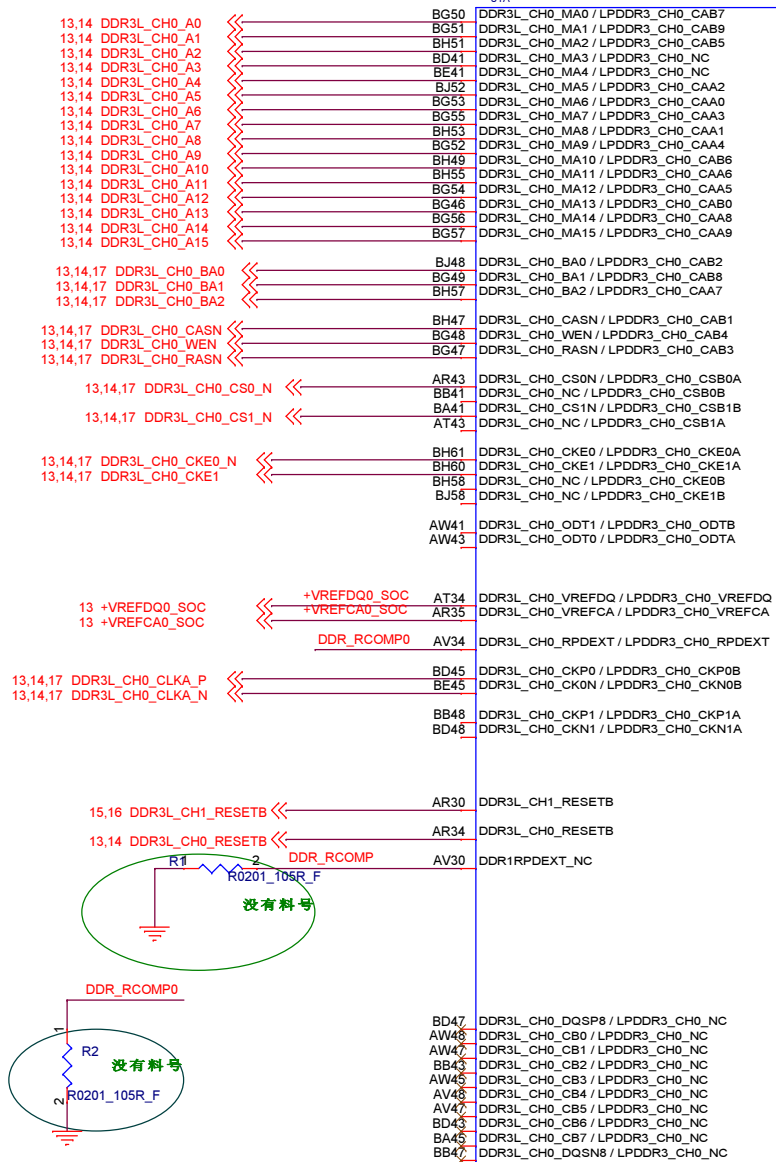 BG50 DDR3L_CH0_MA0 / LPDDR3_CH0_CAB7
13,14 DDR3L_CH0_A0 BG51 DDR3L_CH0_MA1 / LPDDR3_CH0_CAB9
13,14 DDR3L_CH0_A1 BH51 DDR3L_CH0_MA2 / LPDDR3_CH0_CAB5
13,14 DDR3L_CH0_A2 BD41 DDR3L_CH0_MA3 / LPDDR3_CH0_NC
13,14 DDR3L_CH0_A3 BE41 DDR3L_CH0_MA4 / LPDDR3_CH0_NC
13,14 DDR3L_CH0_A4 BJ52 DDR3L_CH0_MA5 / LPDDR3_CH0_CAA2
13,14 DDR3L_CH0_A5 BG53 DDR3L_CH0_MA6 / LPDDR3_CH0_CAA0
13,14 DDR3L_CH0_A6 BG55 DDR3L_CH0_MA7 / LPDDR3_CH0_CAA3
13,14 DDR3L_CH0_A7 BH53 DDR3L_CH0_MA8 / LPDDR3_CH0_CAA1
13,14 DDR3L_CH0_A8 BG52 DDR3L_CH0_MA9 / LPDDR3_CH0_CAA4
13,14 DDR3L_CH0_A9 BH49 DDR3L_CH0_MA10 / LPDDR3_CH0_CAB6
13,14 DDR3L_CH0_A10 BH55 DDR3L_CH0_MA11 / LPDDR3_CH0_CAA6
13,14 DDR3L_CH0_A11 BG54 DDR3L_CH0_MA12 / LPDDR3_CH0_CAA5
13,14 DDR3L_CH0_A12 BG46 DDR3L_CH0_MA13 / LPDDR3_CH0_CAB0
13,14 DDR3L_CH0_A13 BG56 DDR3L_CH0_MA14 / LPDDR3_CH0_CAA8
13,14 DDR3L_CH0_A14 BG57 DDR3L_CH0_MA15 / LPDDR3_CH0_CAA9
13,14 DDR3L_CH0_A15
BJ48 DDR3L_CH0_BA0 / LPDDR3_CH0_CAB2
13,14,17 DDR3L_CH0_BA0 BG49 DDR3L_CH0_BA1 / LPDDR3_CH0_CAB8
13,14,17 DDR3L_CH0_BA1 BH57 DDR3L_CH0_BA2 / LPDDR3_CH0_CAA7
13,14,17 DDR3L_CH0_BA2
BH47 DDR3L_CH0_CASN / LPDDR3_CH0_CAB1
13,14,17 DDR3L_CH0_CASN BG48 DDR3L_CH0_WEN / LPDDR3_CH0_CAB4
13,14,17 DDR3L_CH0_WEN BG47 DDR3L_CH0_RASN / LPDDR3_CH0_CAB3
13,14,17 DDR3L_CH0_RASN
AR43 DDR3L_CH0_CS0N / LPDDR3_CH0_CSB0A
13,14,17 DDR3L_CH0_CS0_N BB41 DDR3L_CH0_NC / LPDDR3_CH0_CSB0B
BA41 DDR3L_CH0_CS1N / LPDDR3_CH0_CSB1B
13,14,17 DDR3L_CH0_CS1_N AT43 DDR3L_CH0_NC / LPDDR3_CH0_CSB1A
BH61 DDR3L_CH0_CKE0 / LPDDR3_CH0_CKE0A
13,14,17 DDR3L_CH0_CKE0_N BH60 DDR3L_CH0_CKE1 / LPDDR3_CH0_CKE1A
13,14,17 DDR3L_CH0_CKE1 BH58 DDR3L_CH0_NC / LPDDR3_CH0_CKE0B
BJ58 DDR3L_CH0_NC / LPDDR3_CH0_CKE1B
AW41 DDR3L_CH0_ODT1 / LPDDR3_CH0_ODTB
AW43 DDR3L_CH0_ODT0 / LPDDR3_CH0_ODTA
+VREFDQ0_SOC AT34 DDR3L_CH0_VREFDQ / LPDDR3_CH0_VREFDQ
13 +VREFDQ0_SOC +VREFCA0_SOC AR35 DDR3L_CH0_VREFCA / LPDDR3_CH0_VREFCA
13 +VREFCA0_SOC
DDR_RCOMP0 AV34 DDR3L_CH0_RPDEXT / LPDDR3_CH0_RPDEXT
BD45 DDR3L_CH0_CKP0 / LPDDR3_CH0_CKP0B
13,14,17 DDR3L_CH0_CLKA_P BE45 DDR3L_CH0_CK0N / LPDDR3_CH0_CKN0B
13,14,17 DDR3L_CH0_CLKA_N
BB48 DDR3L_CH0_CKP1 / LPDDR3_CH0_CKP1A
BD48 DDR3L_CH0_CKN1 / LPDDR3_CH0_CKN1A
AR30 DDR3L_CH1_RESETB
15,16 DDR3L_CH1_RESETB
AR34 DDR3L_CH0_RESETB
13,14 DDR3L_CH0_RESETB
R1 1 2 DDR_RCOMP AV30 DDR1RPDEXT_NC
R0201_105R_F
没有料号
DDR_RCOMP0
1
R2
没有料号
R0201_105R_F
2
BD47 DDR3L_CH0_DQSP8 / LPDDR3_CH0_NC
AW48 DDR3L_CH0_CB0 / LPDDR3_CH0_NC
AW47 DDR3L_CH0_CB1 / LPDDR3_CH0_NC
BB43 DDR3L_CH0_CB2 / LPDDR3_CH0_NC
AW45 DDR3L_CH0_CB3 / LPDDR3_CH0_NC
AV48 DDR3L_CH0_CB4 / LPDDR3_CH0_NC
AV47 DDR3L_CH0_CB5 / LPDDR3_CH0_NC
BD43 DDR3L_CH0_CB6 / LPDDR3_CH0_NC
BA45 DDR3L_CH0_CB7 / LPDDR3_CH0_NC
BB47 DDR3L_CH0_DQSN8 / LPDDR3_CH0_NC